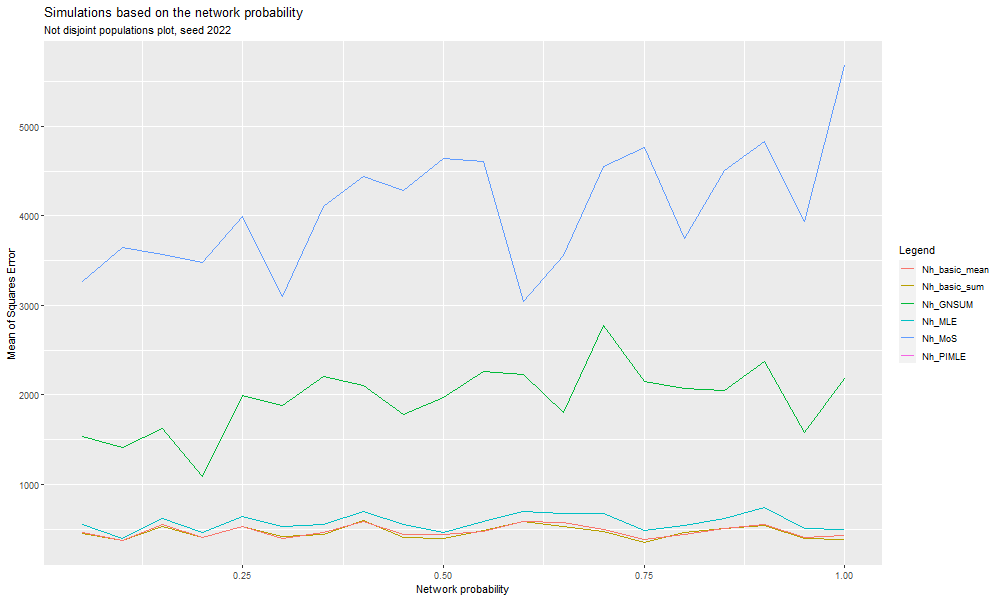 Simulations based on the network probability
Not disjoint populations plot, seed 2022
Mean of Squares Error
5000
4000
3000
2000
1000
0.25
0.50
0.75
1.00
Network probability
Legend
Nh_basic_mean
Nh_basic_sum
Nh_GNSUM
Nh_MLE
Nh_MoS
Nh_PIMLE